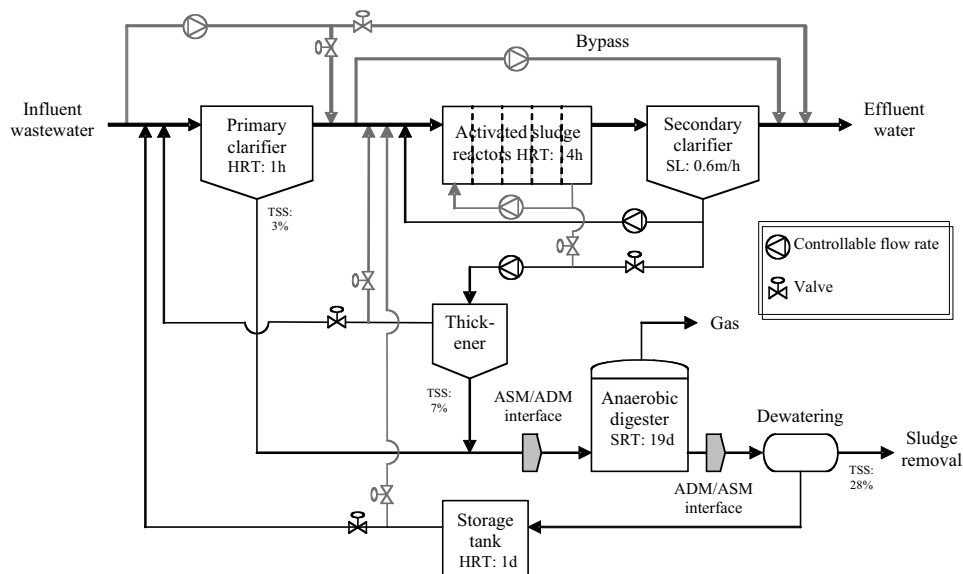 Bypass
Influent
wastewater
Primary
clarifier
HRT: 1h
Activated sludge
reactors HRT: 14h
Secondary
clarifier
SL: 0.6m/h
Effluent
water
TSS:
3%
Controllable flow rate
Valve
Thick-
ener
Gas
TSS:
7%
ASM/ADM
interface
Anaerobic
digester
SRT: 19d
Dewatering
Sludge
removal
TSS:
28%
ADM/ASM
interface
Storage
tank
HRT: 1d